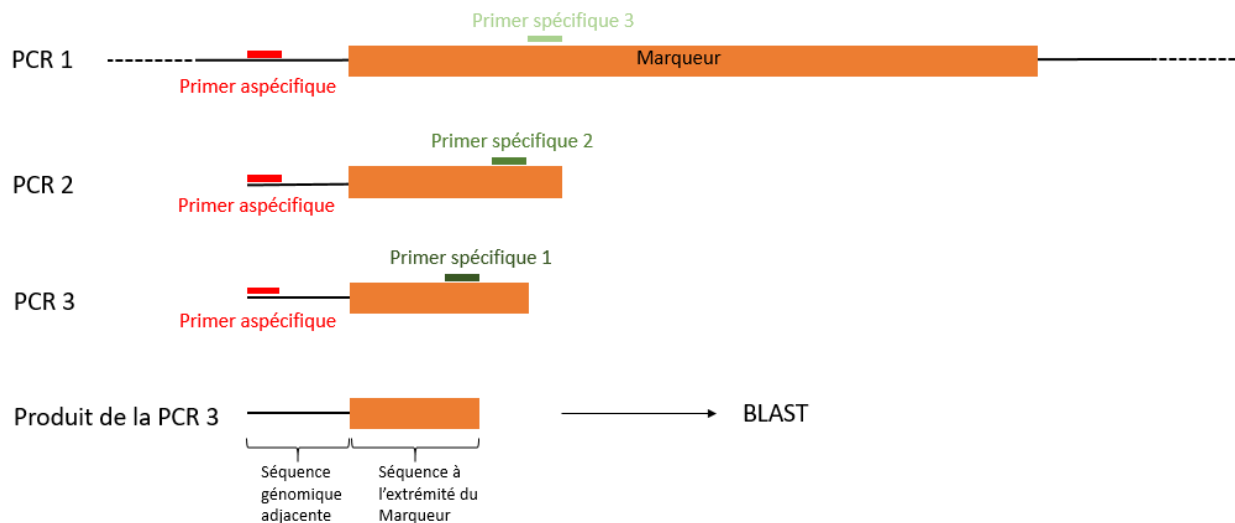 Primer spécifique 3
PCR 1
Marqueur
Primer aspécifique
Primer spécifique 2
PCR 2
Primer aspécifique
Primer spécifique 1
PCR 3
Primer aspécifique
Produit de la PCR 3
BLAST
Séquence
génomique
adjacente
Séquence à
l'extrémité du
Marqueur